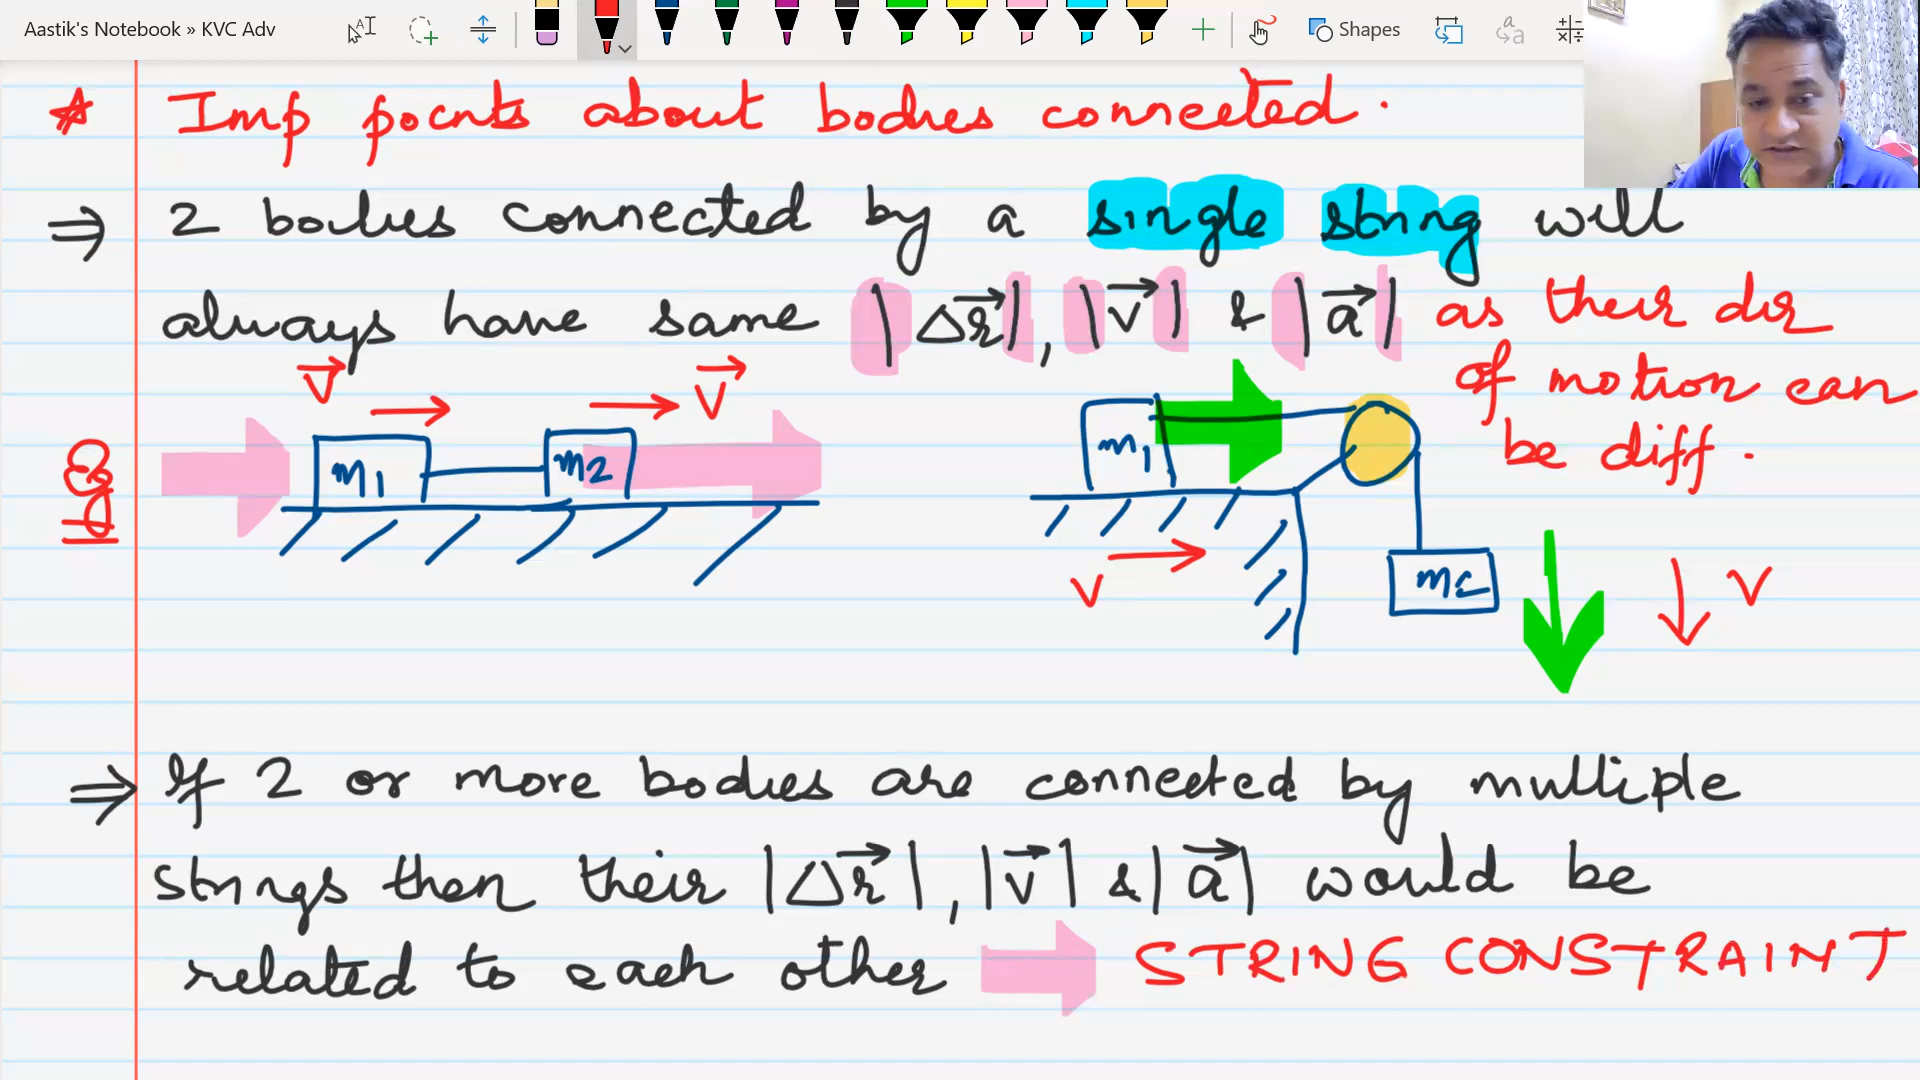 Aastik's Notebook » KVC Adv
Shapes
Imp points about bodies connected.
⇒ 2 bodies connected by a single string will
always have same |Δr⃗|, |v⃗| & |a⃗| as their dir
of motion can
be diff.
Eg
v⃗ v⃗
m1 m2
m1
m2
v v
⇒ If 2 or more bodies are connected by multiple
strings then their |Δr⃗|, |v⃗| & |a⃗| would be
related to each other STRING CONSTRAINT